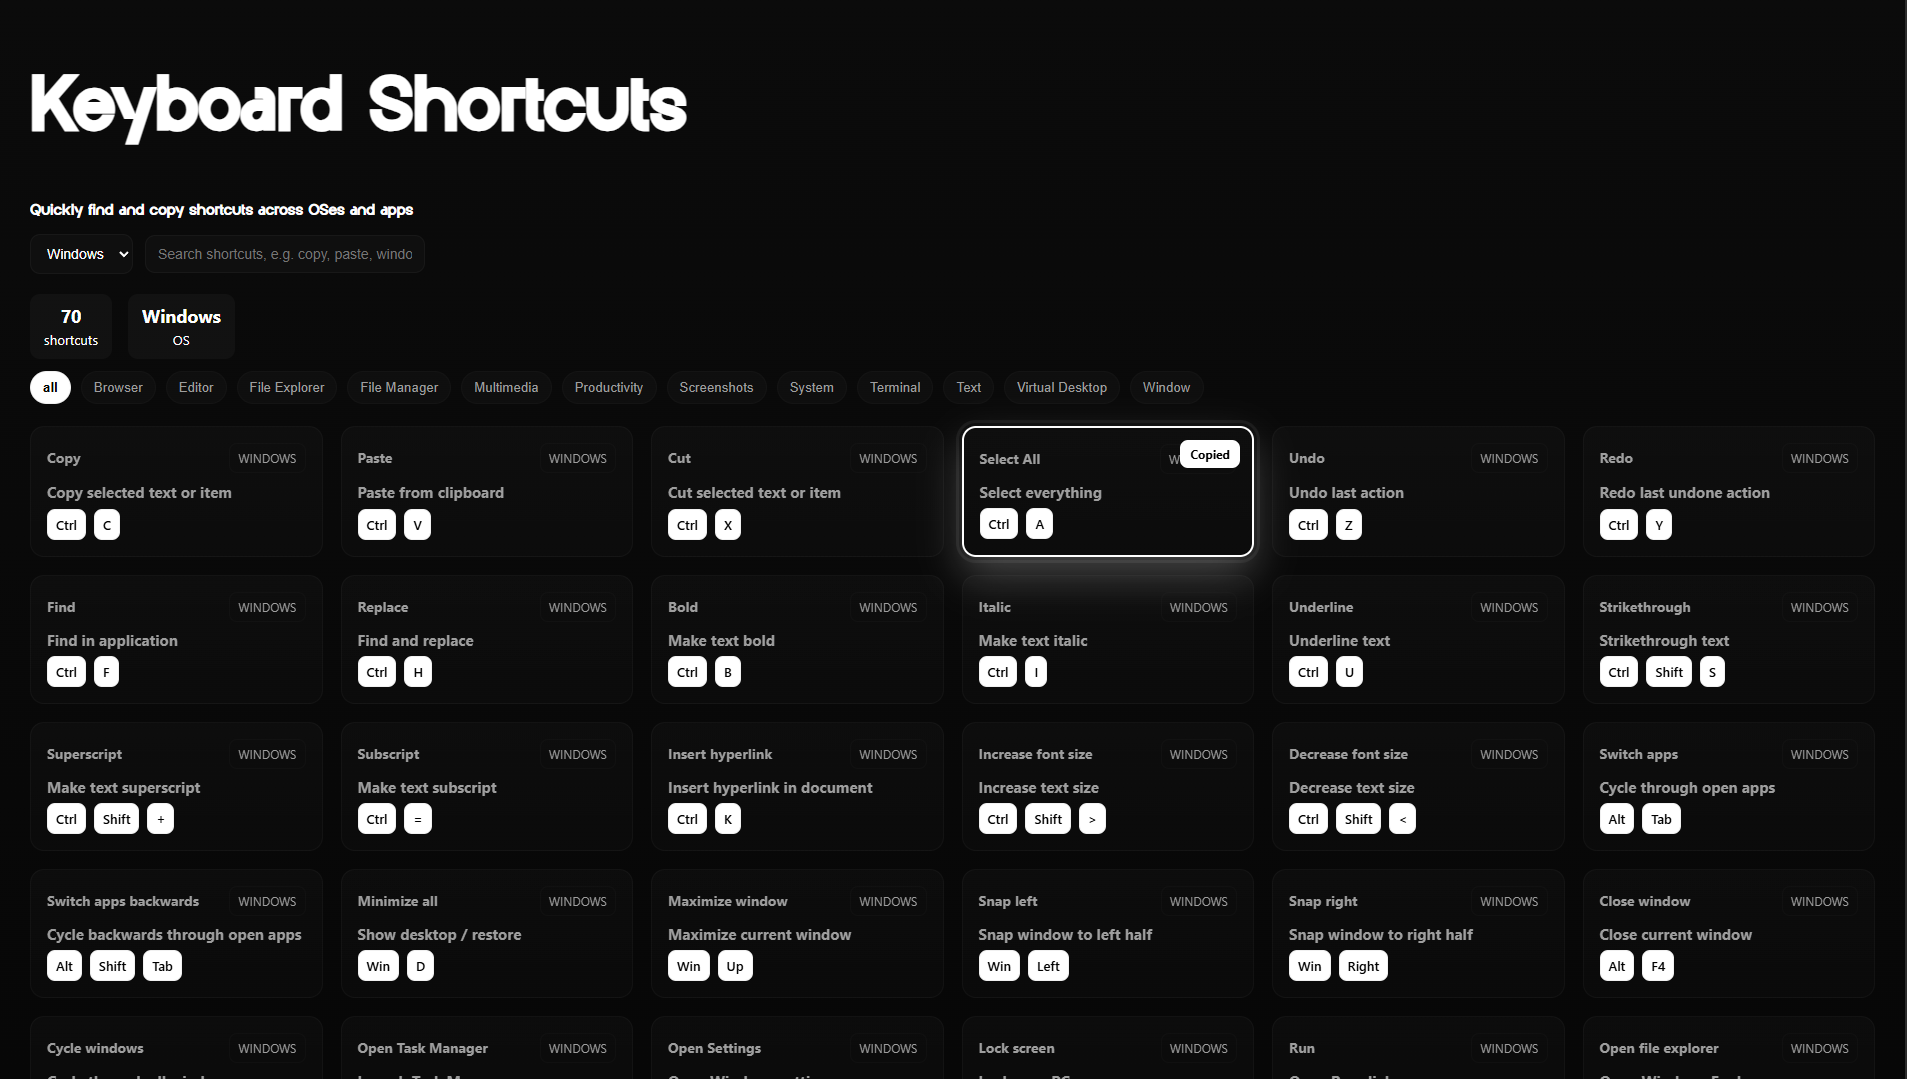 Keyboard Shortcuts
Quickly find and copy shortcuts across OSes and apps
Windows
Search shortcuts, e.g. copy, paste, windo
70
shortcuts
Windows
OS
all Browser Editor File Explorer File Manager Multimedia Productivity Screenshots System Terminal Text Virtual Desktop Window
Copy WINDOWS
Copy selected text or item
Ctrl C
Paste WINDOWS
Paste from clipboard
Ctrl V
Cut WINDOWS
Cut selected text or item
Ctrl X
Select All W Copied
Select everything
Ctrl A
Undo WINDOWS
Undo last action
Ctrl Z
Redo WINDOWS
Redo last undone action
Ctrl Y
Find WINDOWS
Find in application
Ctrl F
Replace WINDOWS
Find and replace
Ctrl H
Bold WINDOWS
Make text bold
Ctrl B
Italic WINDOWS
Make text italic
Ctrl I
Underline WINDOWS
Underline text
Ctrl U
Strikethrough WINDOWS
Strikethrough text
Ctrl Shift S
Superscript WINDOWS
Make text superscript
Ctrl Shift +
Subscript WINDOWS
Make text subscript
Ctrl =
Insert hyperlink WINDOWS
Insert hyperlink in document
Ctrl K
Increase font size WINDOWS
Increase text size
Ctrl Shift >
Decrease font size WINDOWS
Decrease text size
Ctrl Shift <
Switch apps WINDOWS
Cycle through open apps
Alt Tab
Switch apps backwards WINDOWS
Cycle backwards through open apps
Alt Shift Tab
Minimize all WINDOWS
Show desktop / restore
Win D
Maximize window WINDOWS
Maximize current window
Win Up
Snap left WINDOWS
Snap window to left half
Win Left
Snap right WINDOWS
Snap window to right half
Win Right
Close window WINDOWS
Close current window
Alt F4
Cycle windows WINDOWS
Open Task Manager WINDOWS
Open Settings WINDOWS
Lock screen WINDOWS
Run WINDOWS
Open file explorer WINDOWS